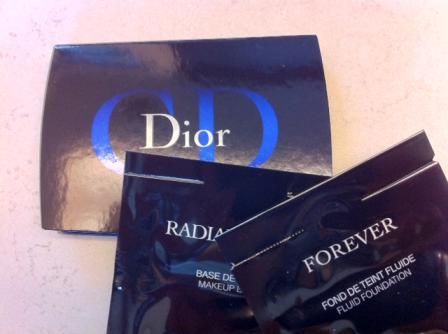 CD
Dior
RADIA
BASE DE
MAKEUP
FOREVER
FOND DE TEINT FLUIDE
FLUID FOUNDATION